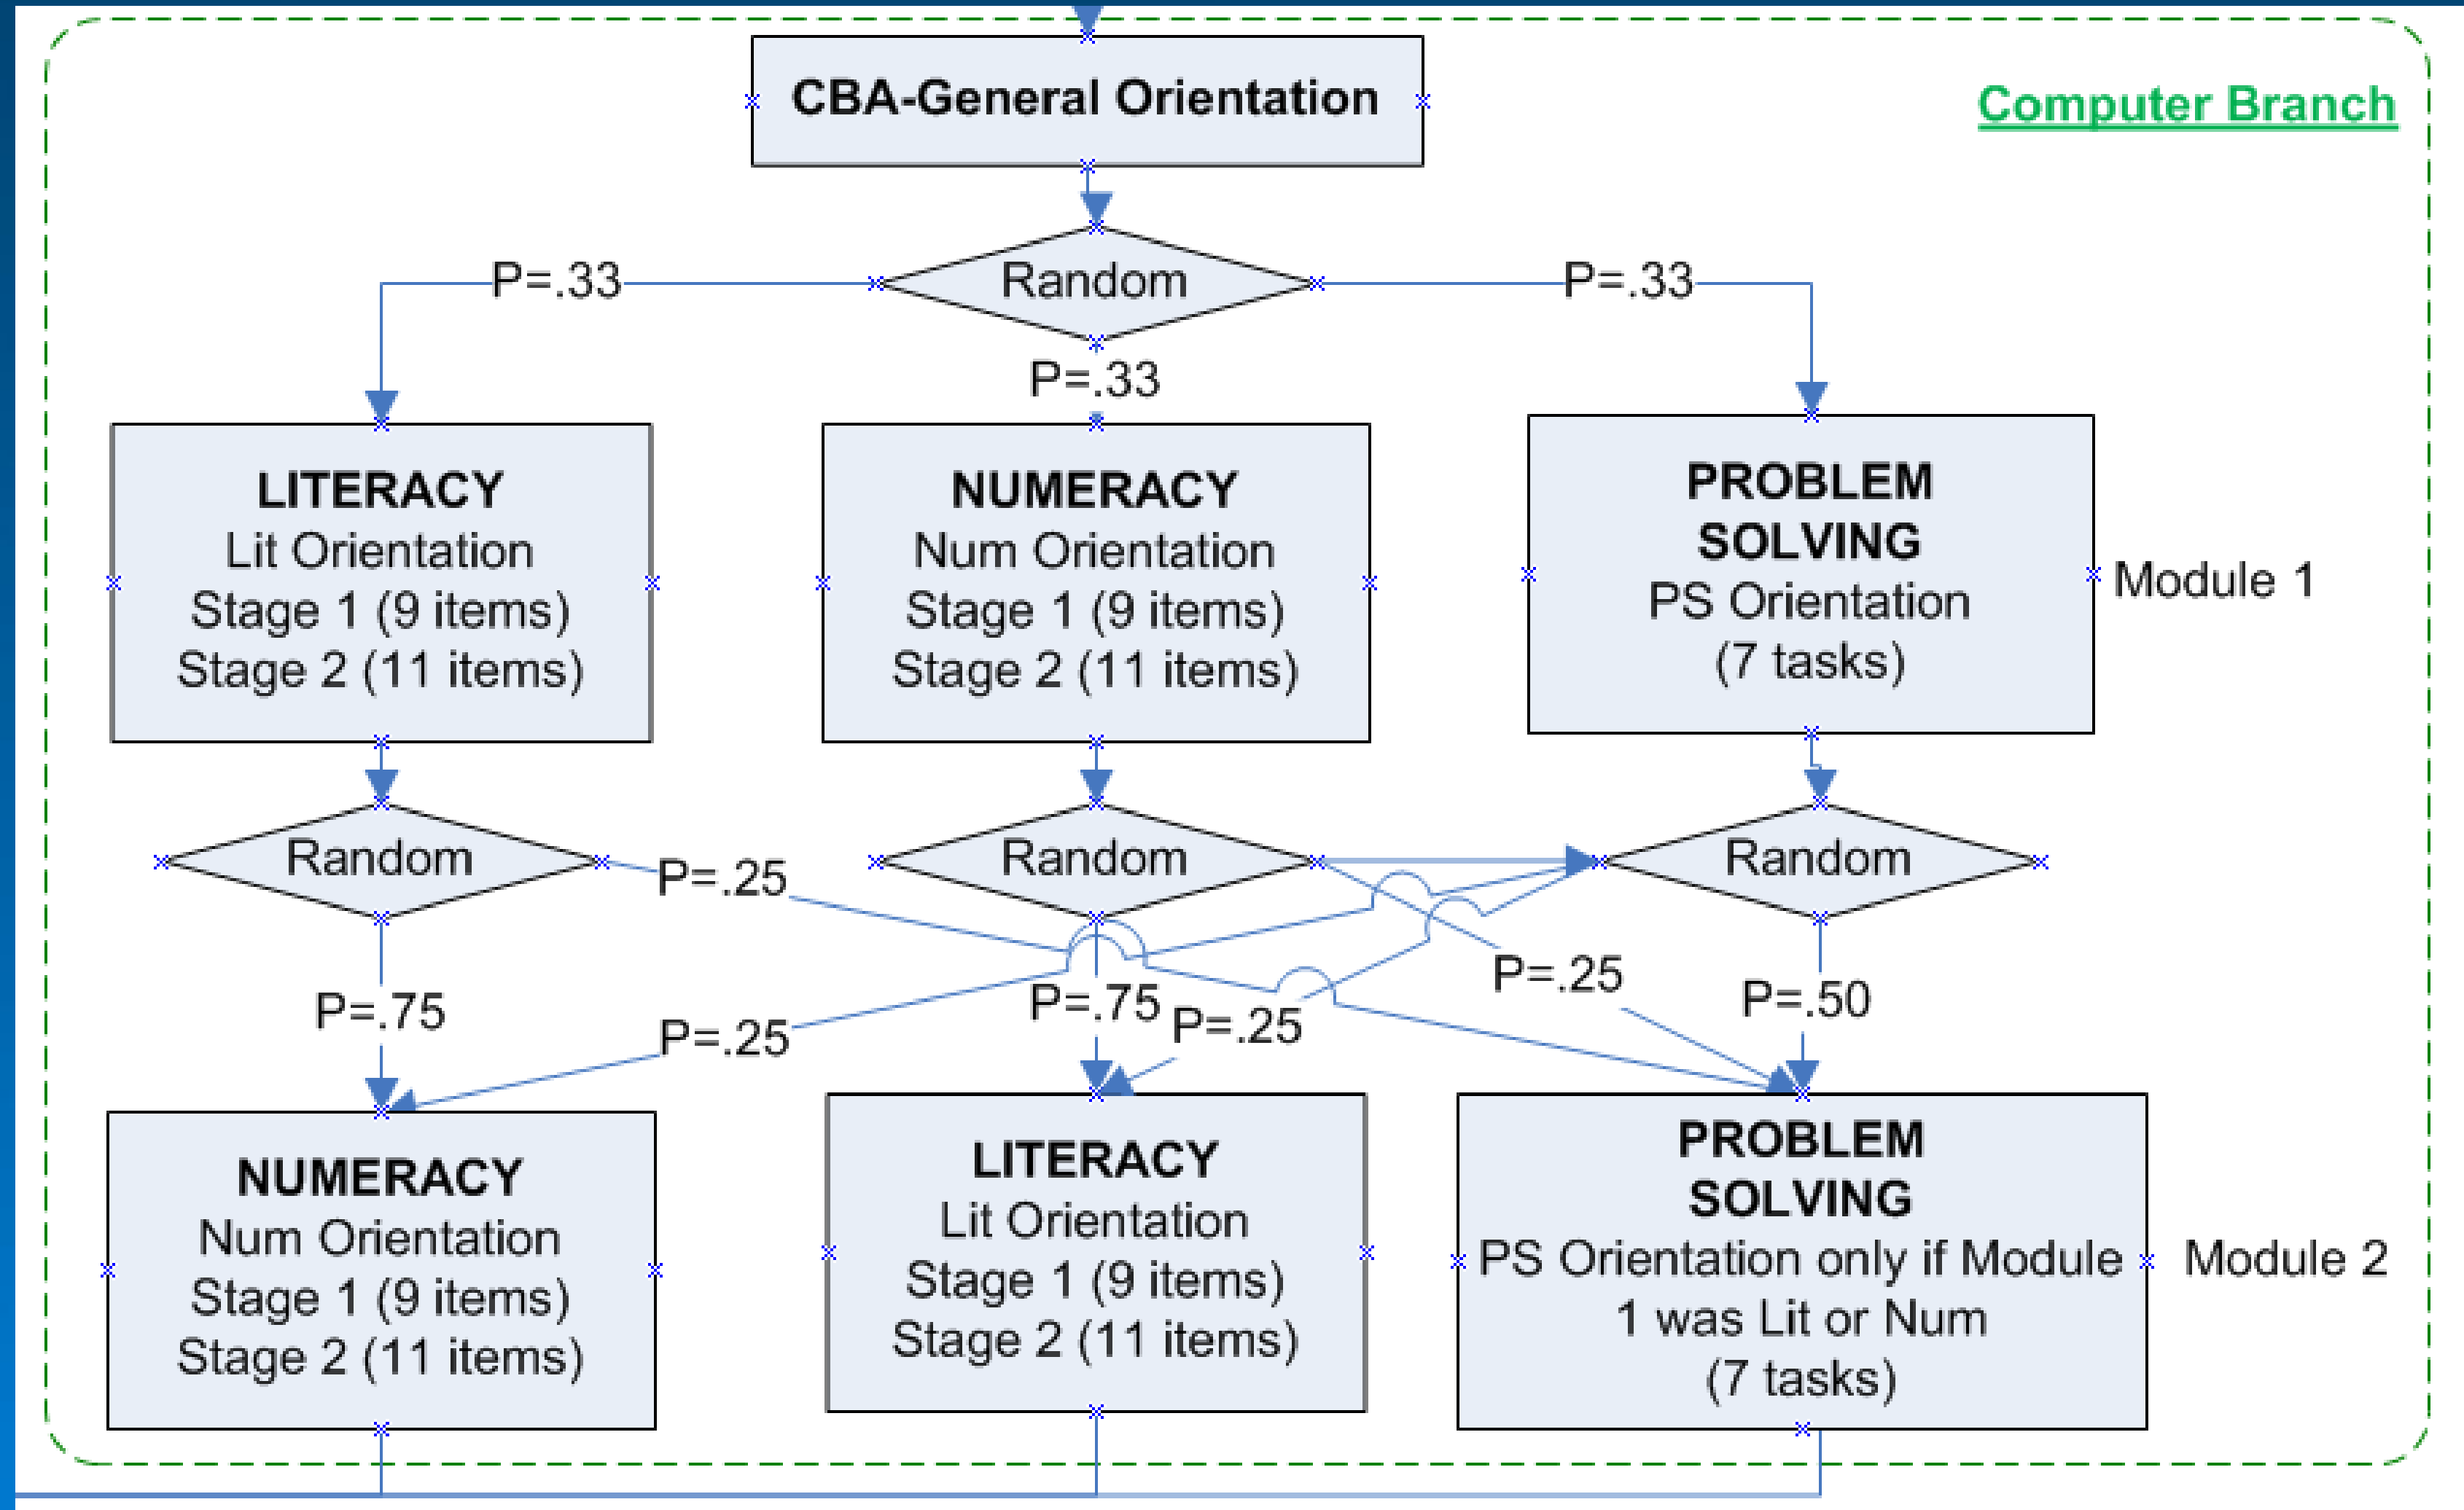 CBA-General Orientation
Computer Branch
Random
P=.33
P=.33
P=.33
LITERACY
Lit Orientation
Stage 1 (9 items)
Stage 2 (11 items)
NUMERACY
Num Orientation
Stage 1 (9 items)
Stage 2 (11 items)
PROBLEM
SOLVING
PS Orientation
(7 tasks)
Module 1
Random
Random
Random
P=.25
P=.75
P=.25
P=.75
P=.25
P=.25
P=.50
NUMERACY
Num Orientation
Stage 1 (9 items)
Stage 2 (11 items)
LITERACY
Lit Orientation
Stage 1 (9 items)
Stage 2 (11 items)
PROBLEM
SOLVING
PS Orientation only if Module
1 was Lit or Num
(7 tasks)
Module 2